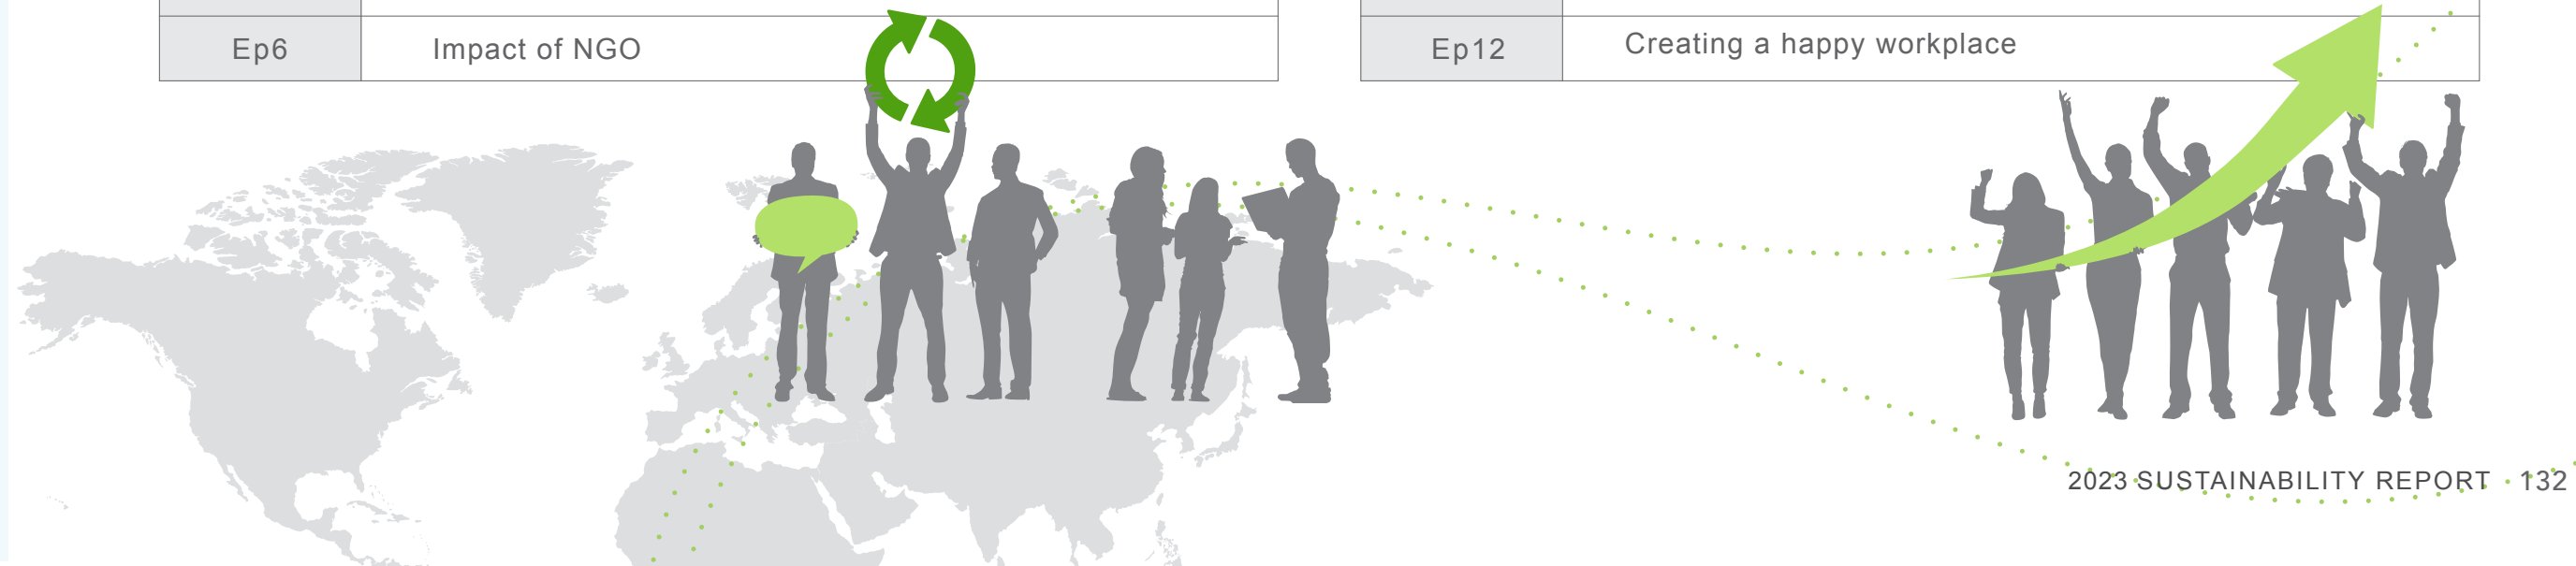 Ep6 Impact of NGO
Ep12 Creating a happy workplace
2023 SUSTAINABILITY REPORT 132